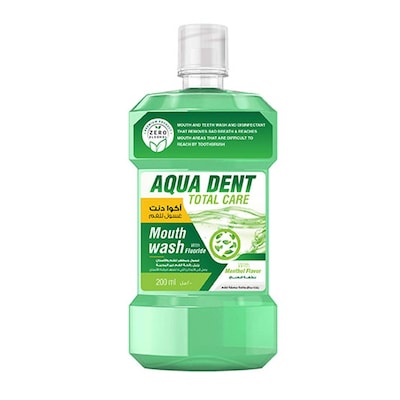 ZERO
ALCOHOL
MOUTH AND TEETH WASH AND DISINFECTANT
THAT REMOVES BAD BREATH & REACHES
MOUTH AREAS THAT ARE DIFFICULT TO
REACH BY TOOTHBRUSH
AQUA DENT
TOTAL CARE
أكوا دنت
غسول للفم
Mouth
wash
With
Fluoride
With
Menthol Flavor
200 ml